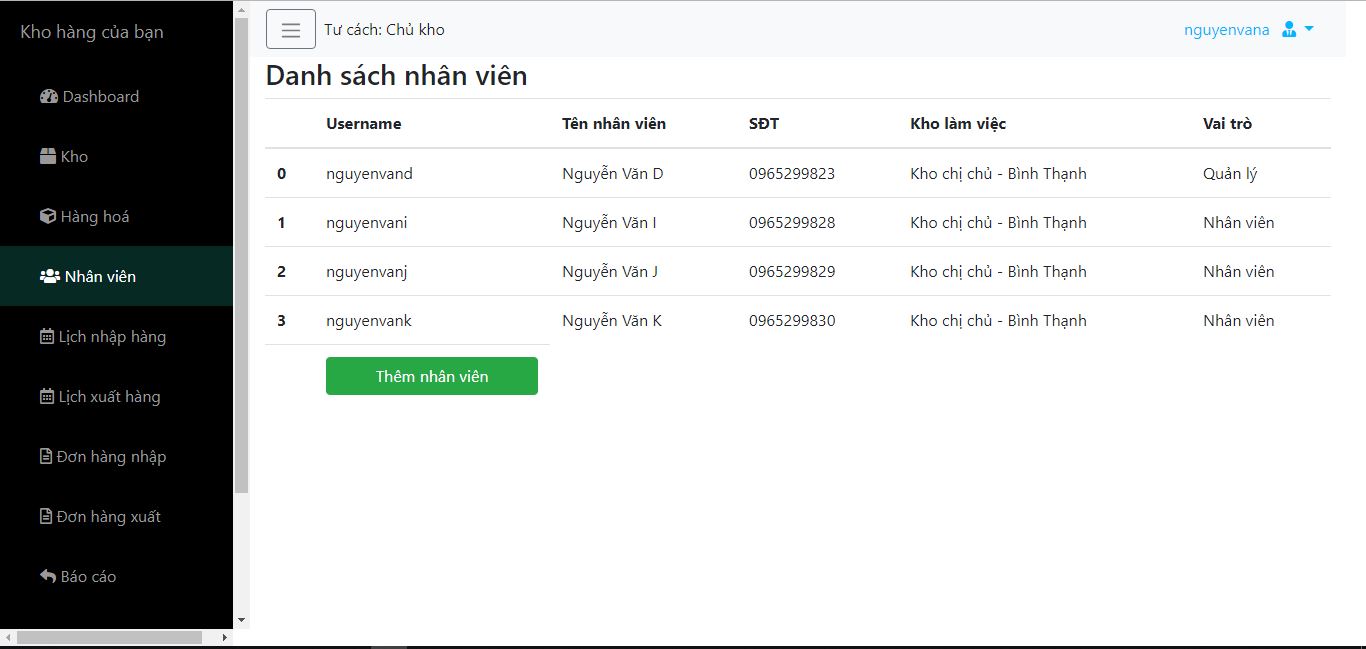 Kho hàng của bạn
Dashboard
Kho
Hàng hoá
Nhân viên
Lịch nhập hàng
Lịch xuất hàng
Đơn hàng nhập
Đơn hàng xuất
Báo cáo
Tư cách: Chủ kho
nguyenvana
Danh sách nhân viên
Username Tên nhân viên SĐT Kho làm việc Vai trò
0 nguyenvand Nguyễn Văn D 0965299823 Kho chị chủ - Bình Thạnh Quản lý
1 nguyenvani Nguyễn Văn I 0965299828 Kho chị chủ - Bình Thạnh Nhân viên
2 nguyenvanj Nguyễn Văn J 0965299829 Kho chị chủ - Bình Thạnh Nhân viên
3 nguyenvank Nguyễn Văn K 0965299830 Kho chị chủ - Bình Thạnh Nhân viên
Thêm nhân viên